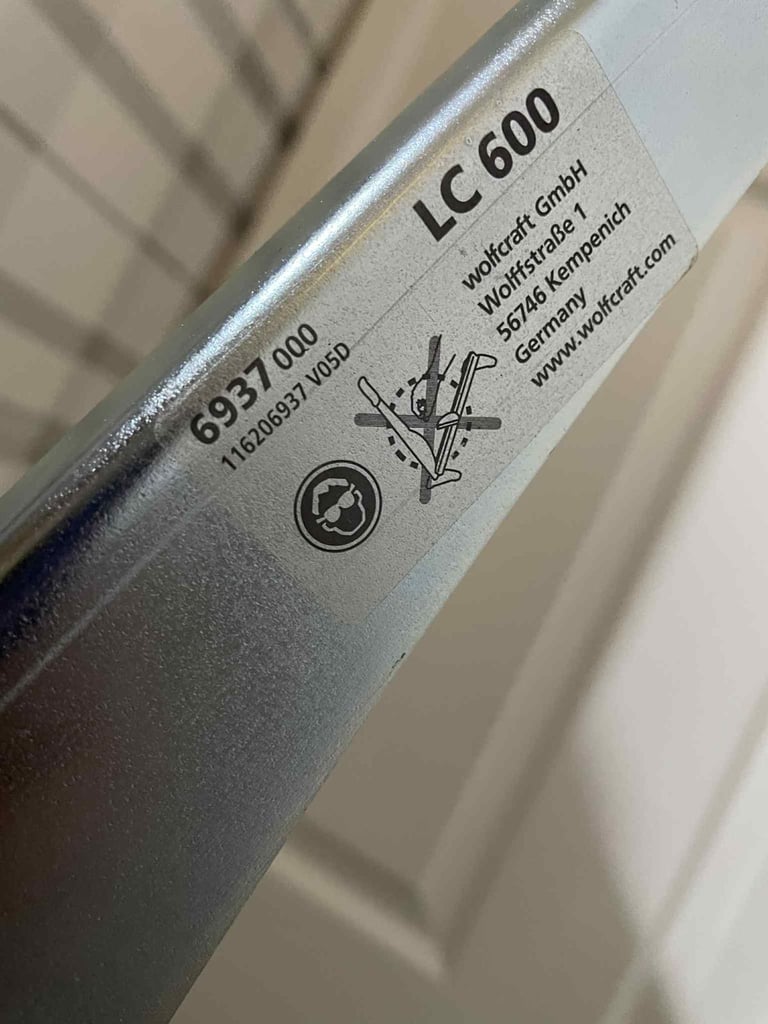 LC 600
wolfcraft GmbH
Wolffstraße 1
56746 Kempenich
Germany
www.wolfcraft.com
6937 000
116206937 V05D